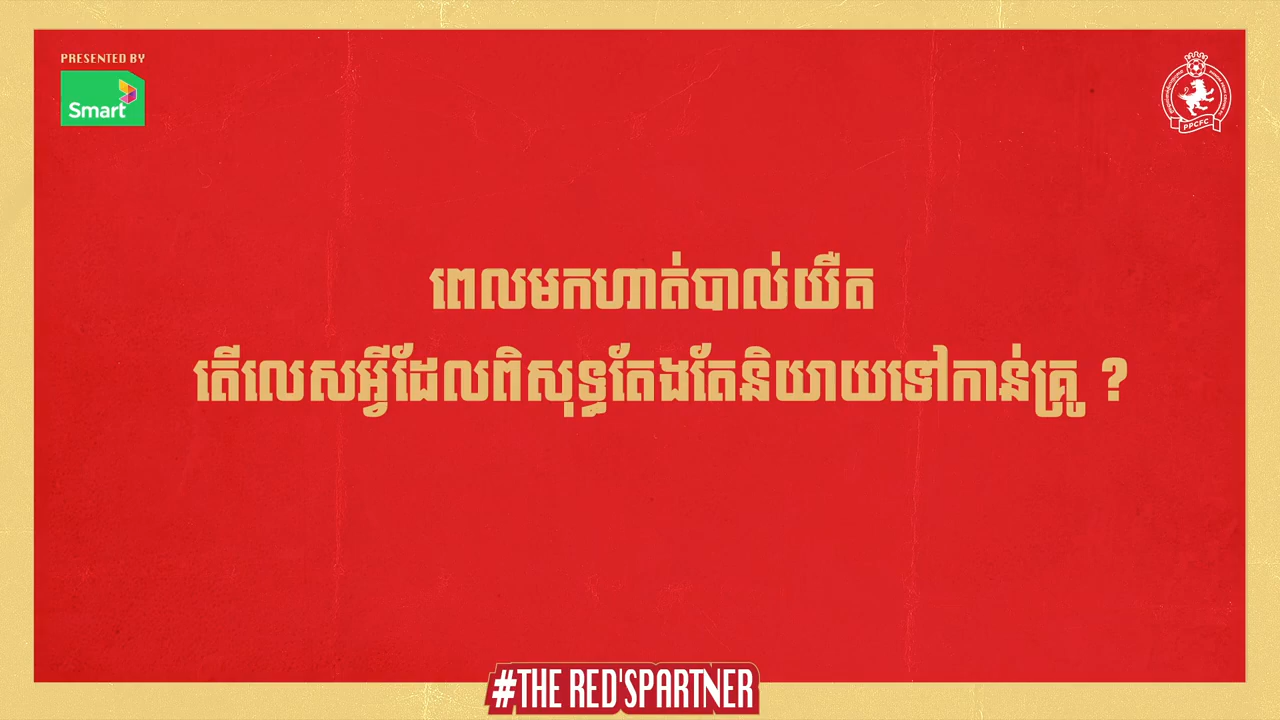 PRESENTED BY
Smart
PPCFC
ពេលមកហាត់បាល់យឺត
តើលេសអ្វីដែលពិសុទ្ធតែងតែនិយាយទៅកាន់គ្រូ ?
#THE RED'SPARTNER